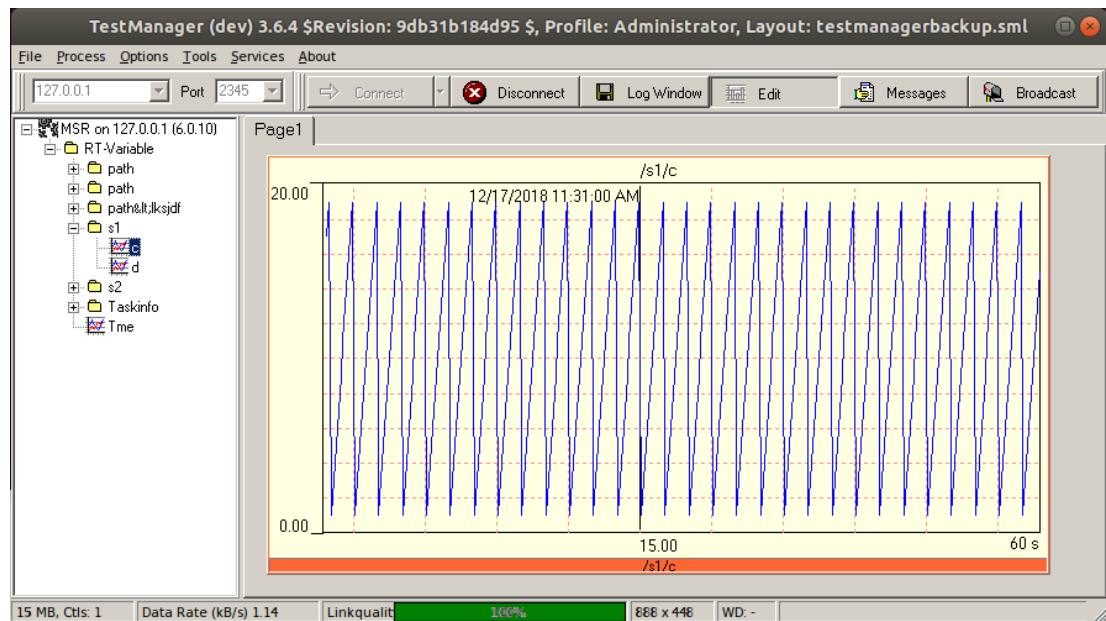 TestManager (dev) 3.6.4 $Revision: 9db31b184d95 $, Profile: Administrator, Layout: testmanagerbackup.sml
File Process Options Tools Services About
127.0.0.1 Port 2345 Connect Disconnect Log Window Edit Messages Broadcast
MSR on 127.0.0.1 (6.0.10)
RT-Variable
path
path
path&lt;lksjdf
s1
c
d
s2
Taskinfo
Tme
Page1
/s1/c
20.00
12/17/2018 11:31:00 AM
0.00
15.00 60 s
/s1/c
15 MB, Ctls: 1 Data Rate (kB/s) 1.14 Linkqualit 100% 888 x 448 WD: -